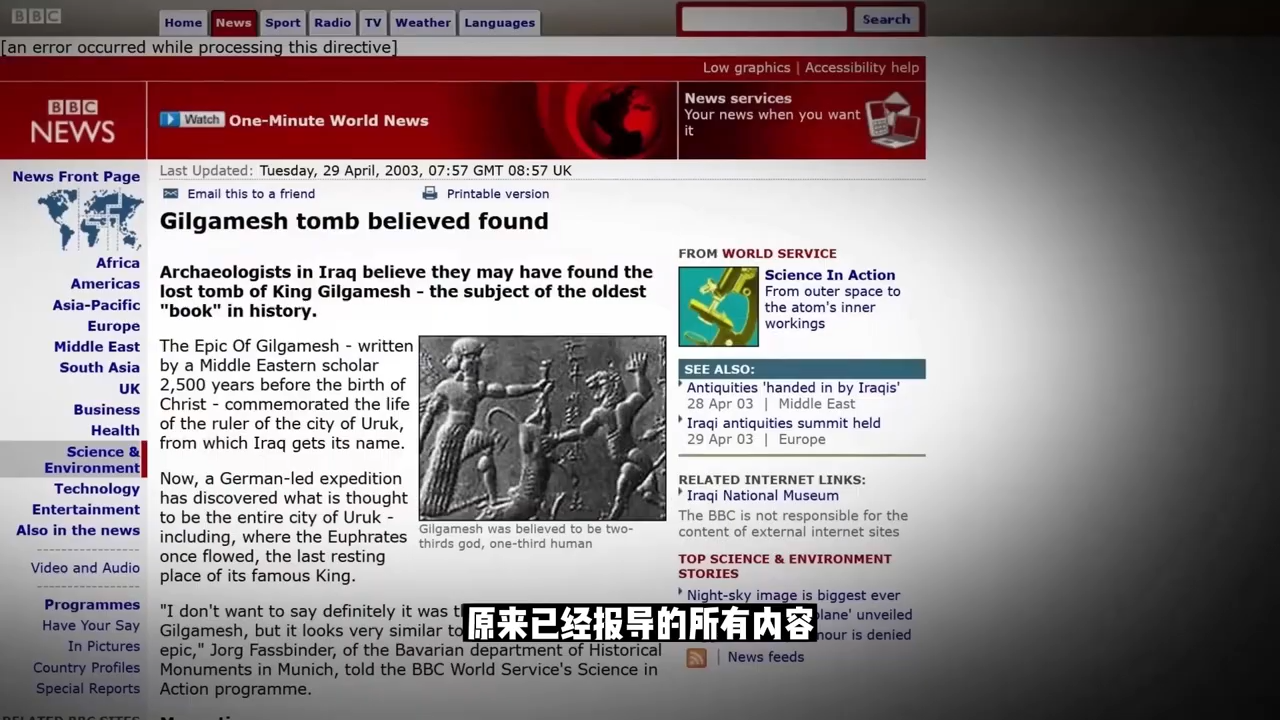 BBC
Home
News
Sport
Radio
TV
Weather
Languages
Search
[an error occurred while processing this directive]
Low graphics | Accessibility help
BBC
NEWS
Watch One-Minute World News
News services
Your news when you want
it
Last Updated: Tuesday, 29 April, 2003, 07:57 GMT 08:57 UK
Email this to a friend
Printable version
News Front Page
Africa
Americas
Asia-Pacific
Europe
Middle East
South Asia
UK
Business
Health
Science &
Environment
Technology
Entertainment
Also in the news
Video and Audio
Programmes
Have Your Say
In Pictures
Country Profiles
Special Reports
RELATED BBC SITES
Gilgamesh tomb believed found
Archaeologists in Iraq believe they may have found the
lost tomb of King Gilgamesh - the subject of the oldest
"book" in history.
The Epic Of Gilgamesh - written
by a Middle Eastern scholar
2,500 years before the birth of
Christ - commemorated the life
of the ruler of the city of Uruk,
from which Iraq gets its name.
Now, a German-led expedition
has discovered what is thought
to be the entire city of Uruk -
including, where the Euphrates
once flowed, the last resting
place of its famous King.
Gilgamesh was believed to be two-
thirds god, one-third human
"I don't want to say definitely it was
Gilgamesh, but it looks very similar to
epic," Jorg Fassbinder, of the Bavarian department of Historical
Monuments in Munich, told the BBC World Service's Science in
Action programme.
FROM WORLD SERVICE
Science In Action
From outer space to
the atom's inner
workings
SEE ALSO:
Antiquities 'handed in by Iraqis'
28 Apr 03 | Middle East
Iraqi antiquities summit held
29 Apr 03 | Europe
RELATED INTERNET LINKS:
Iraqi National Museum
The BBC is not responsible for the
content of external internet sites
TOP SCIENCE & ENVIRONMENT
STORIES
Night-sky image is biggest ever
unveiled
is denied
News feeds
原来已经报导的所有内容